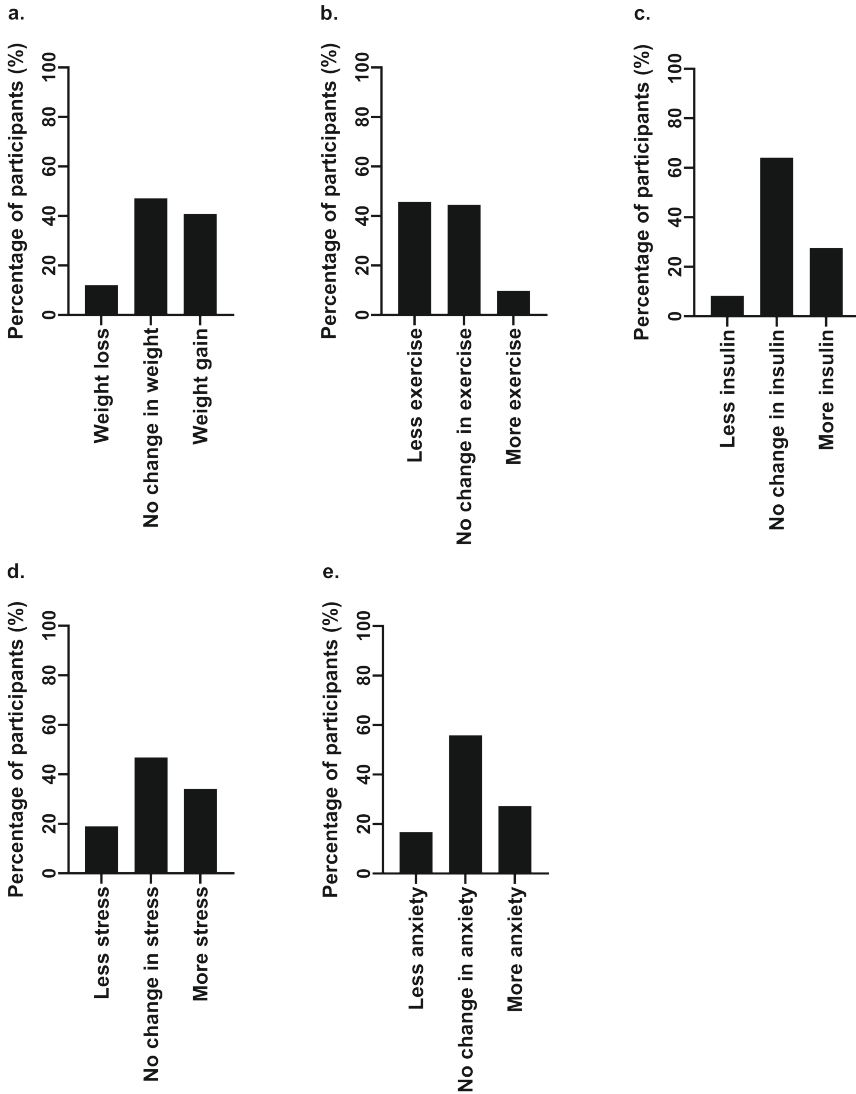 a.
Percentage of participants (%)
100
80
60
40
20
0
Weight loss
No change in weight
Weight gain
b.
Percentage of participants (%)
100
80
60
40
20
0
Less exercise
No change in exercise
More exercise
c.
Percentage of participants (%)
100
80
60
40
20
0
Less insulin
No change in insulin
More insulin
d.
Percentage of participants (%)
100
80
60
40
20
0
Less stress
No change in stress
More stress
e.
Percentage of participants (%)
100
80
60
40
20
0
Less anxiety
No change in anxiety
More anxiety